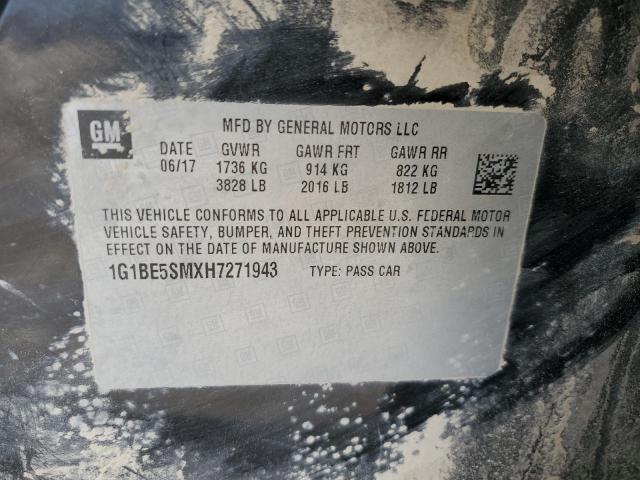 GM
MFD BY GENERAL MOTORS LLC
DATE GVWR GAWR FRT GAWR RR
06/17 1736 KG 914 KG 822 KG
3828 LB 2016 LB 1812 LB
THIS VEHICLE CONFORMS TO ALL APPLICABLE U.S. FEDERAL MOTOR
VEHICLE SAFETY, BUMPER, AND THEFT PREVENTION STANDARDS IN
EFFECT ON THE DATE OF MANUFACTURE SHOWN ABOVE.
1G1BE5SMXH7271943 TYPE: PASS CAR